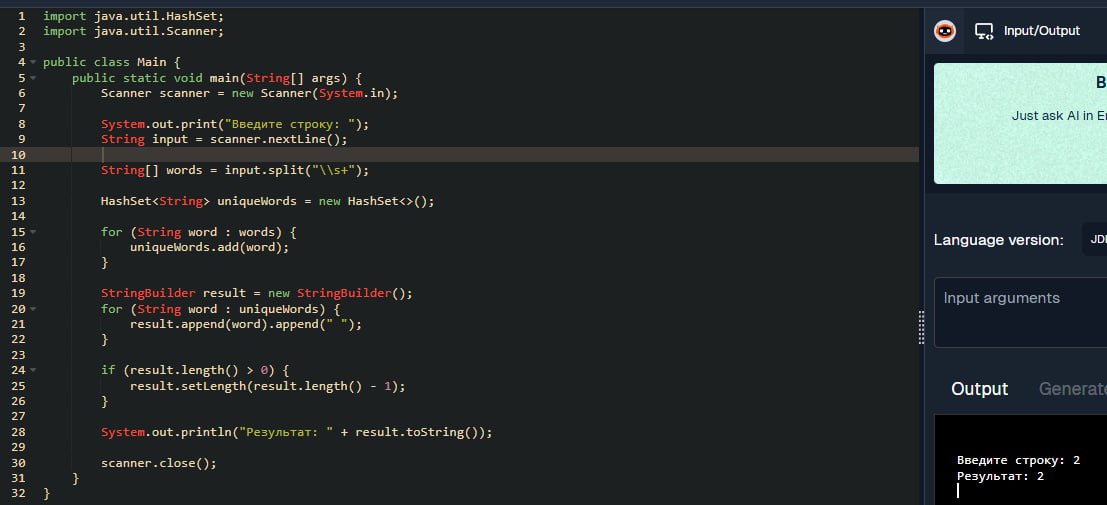 1 import java.util.HashSet;
2 import java.util.Scanner;
3
4 public class Main {
5     public static void main(String[] args) {
6         Scanner scanner = new Scanner(System.in);
7
8         System.out.print("Введите строку: ");
9         String input = scanner.nextLine();
10
11         String[] words = input.split("\\s+");
12
13         HashSet<String> uniqueWords = new HashSet<>();
14
15         for (String word : words) {
16             uniqueWords.add(word);
17         }
18
19         StringBuilder result = new StringBuilder();
20         for (String word : uniqueWords) {
21             result.append(word).append(" ");
22         }
23
24         if (result.length() > 0) {
25             result.setLength(result.length() - 1);
26         }
27
28         System.out.println("Результат: " + result.toString());
29
30         scanner.close();
31     }
32 }
Input/Output
B
Just ask AI in E
Language version: JD
Input arguments
Output Generate
Введите строку: 2
Результат: 2